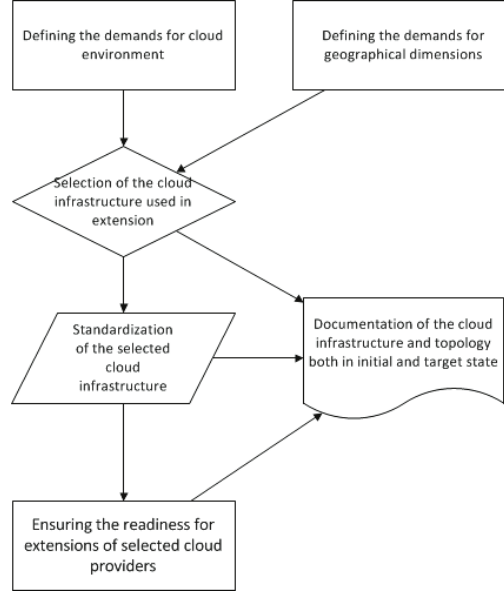 Defining the demands for cloud
environment
Defining the demands for
geographical dimensions
Selection of the cloud
infrastructure used in
extension
Standardization
of the selected
cloud
infrastructure
Documentation of the cloud
infrastructure and topology
both in initial and target state
Ensuring the readiness for
extensions of selected cloud
providers